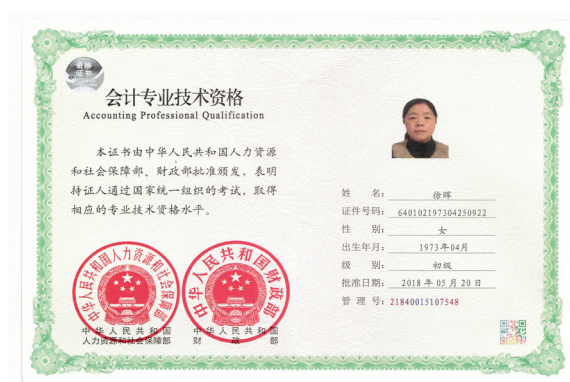 会计专业技术资格
Accounting Professional Qualification
本证书由中华人民共和国人力资源
和社会保障部、财政部批准颁发，表明
持证人通过国家统一组织的考试，取得
相应的专业技术资格水平。
中华人民共和国人力资源和社会保障部
中华人民共和国财政部
中华人民共和国
人力资源和社会保障部
中华人民共和国
财政部
姓名：徐晖
证件号码：640102197304250922
性别：女
出生年月：1973年04月
级别：初级
批准日期：2018年05月20日
管理号：21840015107548